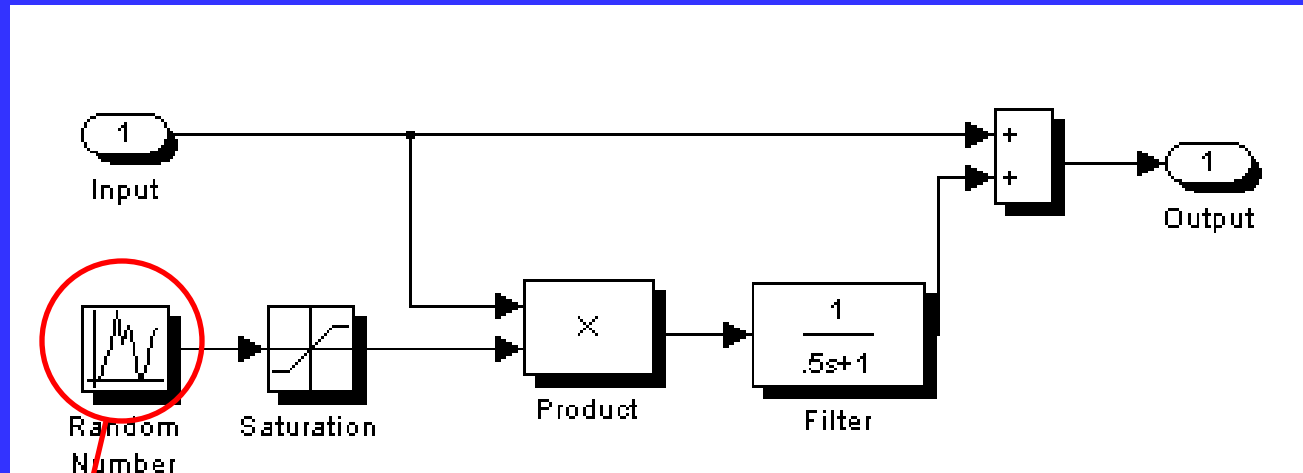 1
Input
+
+
1
Output
Random
Number
Saturation
×
Product
1
.5s+1
Filter